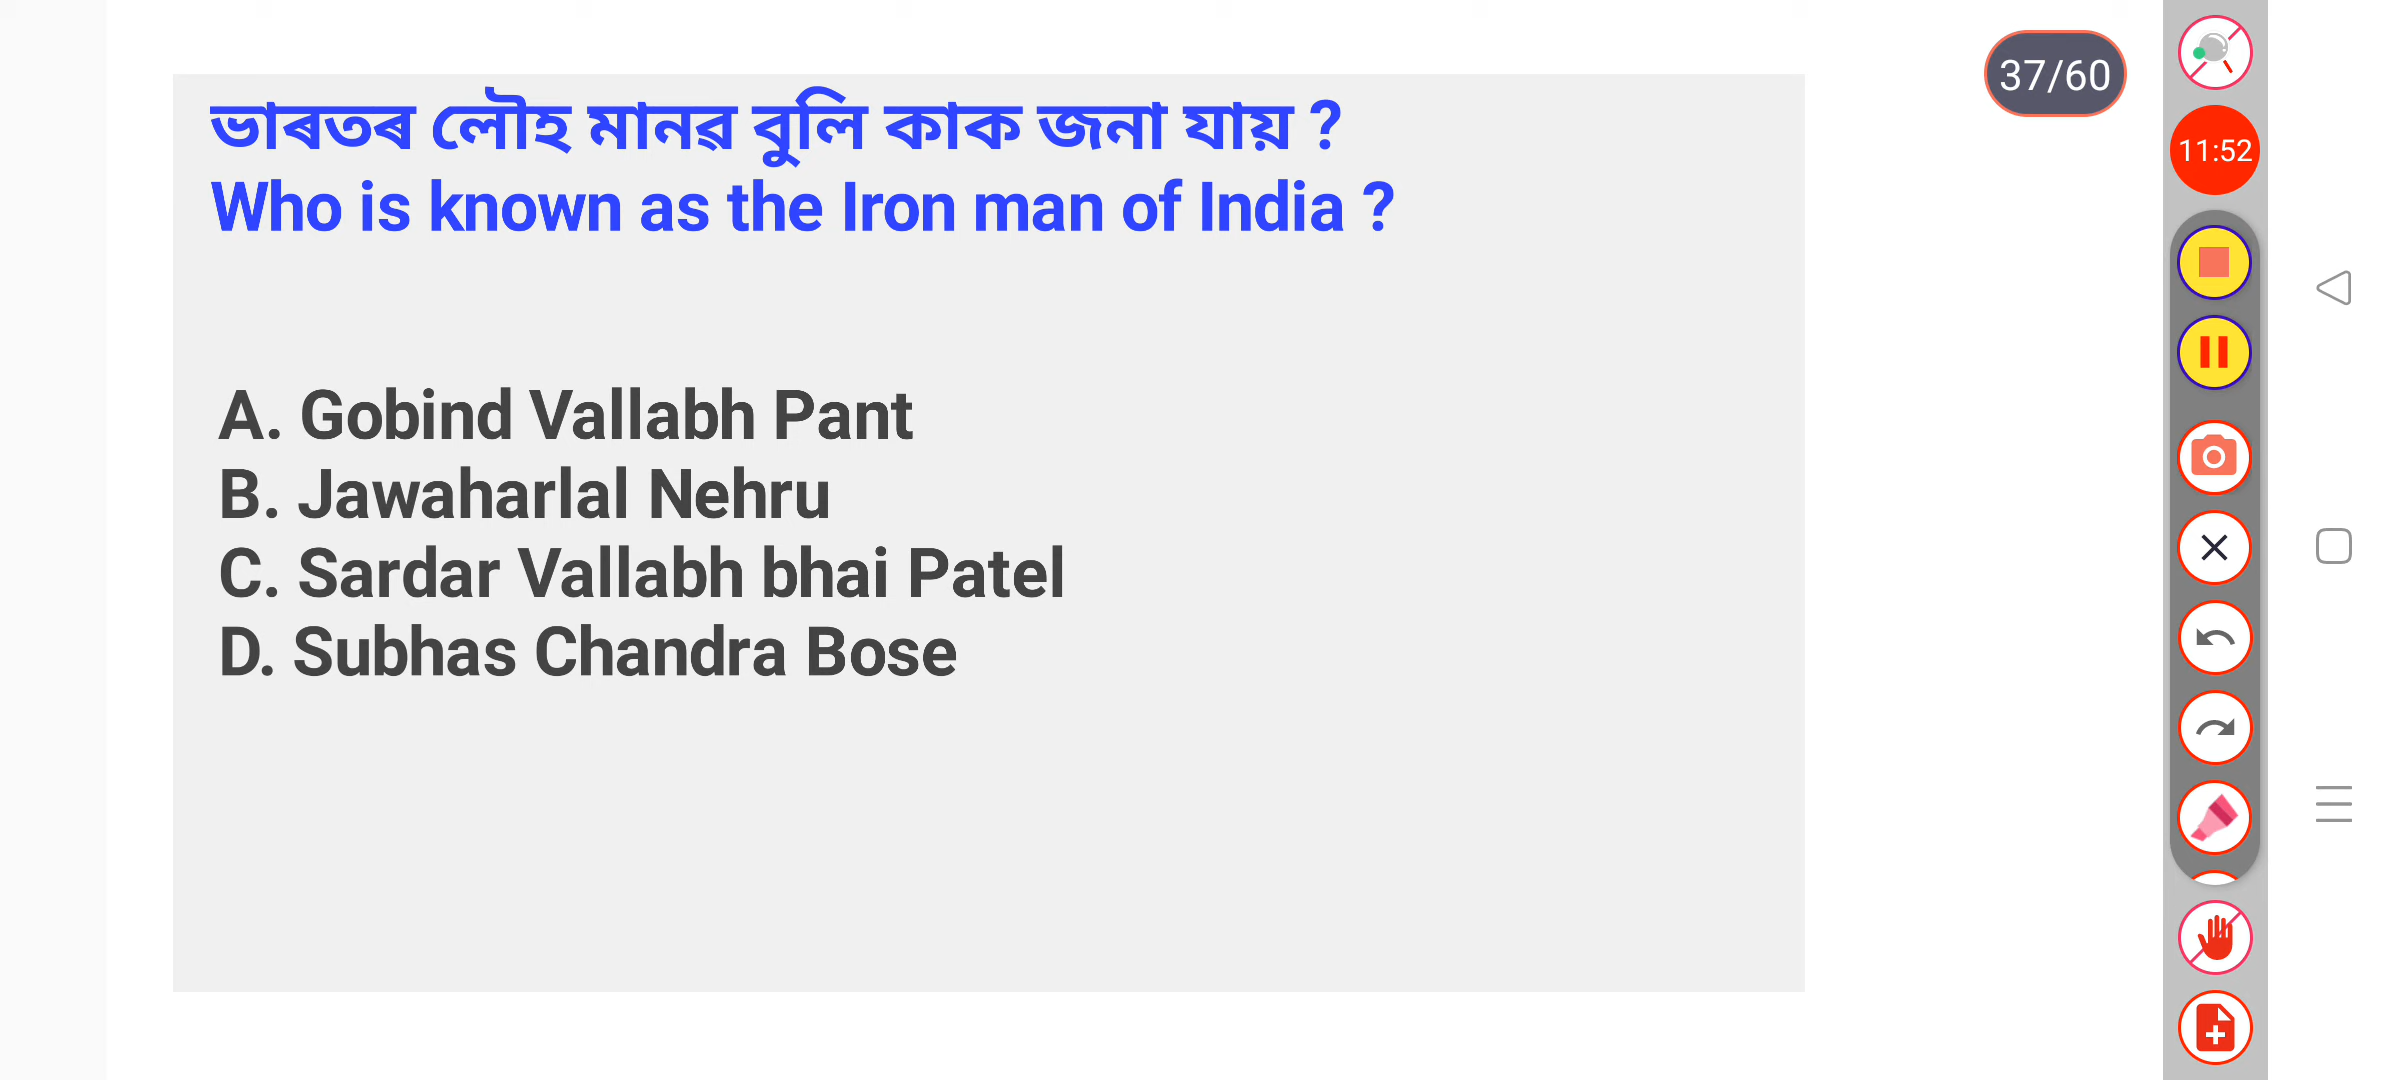 ভাৰতৰ লৌহ মানৱ বুলি কাক জনা যায় ?
Who is known as the Iron man of India ?
A. Gobind Vallabh Pant
B. Jawaharlal Nehru
C. Sardar Vallabh bhai Patel
D. Subhas Chandra Bose
37/60
11:52